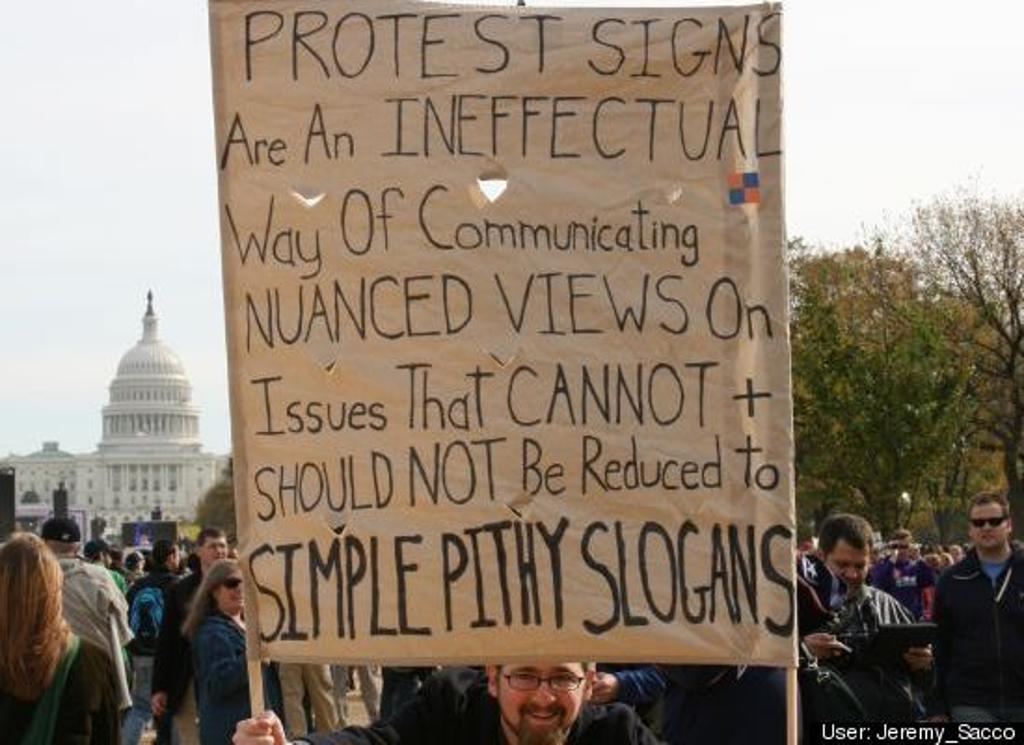 PROTEST SIGNS
Are An INEFFECTUAL
Way Of Communicating
NUANCED VIEWS On
Issues That CANNOT +
SHOULD NOT Be Reduced to
SIMPLE PITHY SLOGANS
User: Jeremy_Sacco